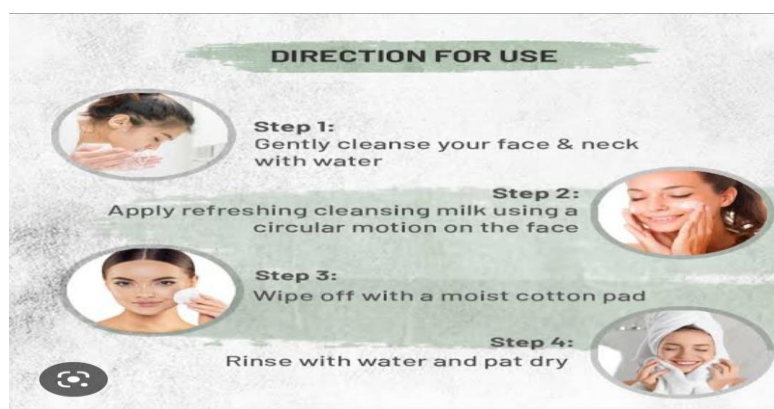 DIRECTION FOR USE
Step 1:
Gently cleanse your face & neck
with water
Step 2:
Apply refreshing cleansing milk using a
circular motion on the face
Step 3:
Wipe off with a moist cotton pad
Step 4:
Rinse with water and pat dry